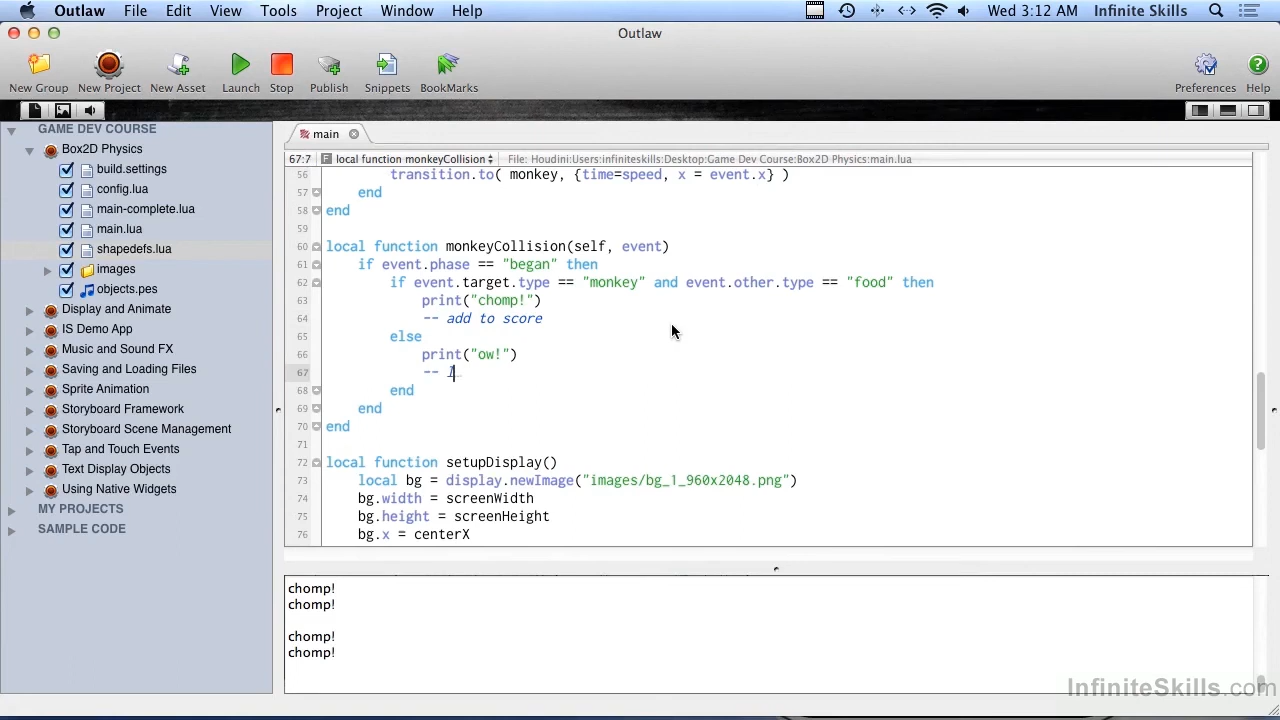 Outlaw File Edit View Tools Project Window Help Wed 3:12 AM Infinite Skills
Outlaw
New Group New Project New Asset Launch Stop Publish Snippets BookMarks Preferences Help
GAME DEV COURSE
Box2D Physics
build.settings
config.lua
main-complete.lua
main.lua
shapedefs.lua
images
objects.pes
Display and Animate
IS Demo App
Music and Sound FX
Saving and Loading Files
Sprite Animation
Storyboard Framework
Storyboard Scene Management
Tap and Touch Events
Text Display Objects
Using Native Widgets
MY PROJECTS
SAMPLE CODE
main
67:7 F local function monkeyCollision File: Houdini:Users:infiniteskills:Desktop:Game Dev Course:Box2D Physics:main.lua
56 transition.to( monkey, {time=speed, x = event.x} )
57 end
58 end
59
60 local function monkeyCollision(self, event)
61 if event.phase == "began" then
62 if event.target.type == "monkey" and event.other.type == "food" then
63 print("chomp!")
64 -- add to score
65 else
66 print("ow!")
67 --
68 end
69 end
70 end
71
72 local function setupDisplay()
73 local bg = display.newImage("images/bg_1_960x2048.png")
74 bg.width = screenWidth
75 bg.height = screenHeight
76 bg.x = centerX
chomp!
chomp!
chomp!
chomp!
InfiniteSkills.com